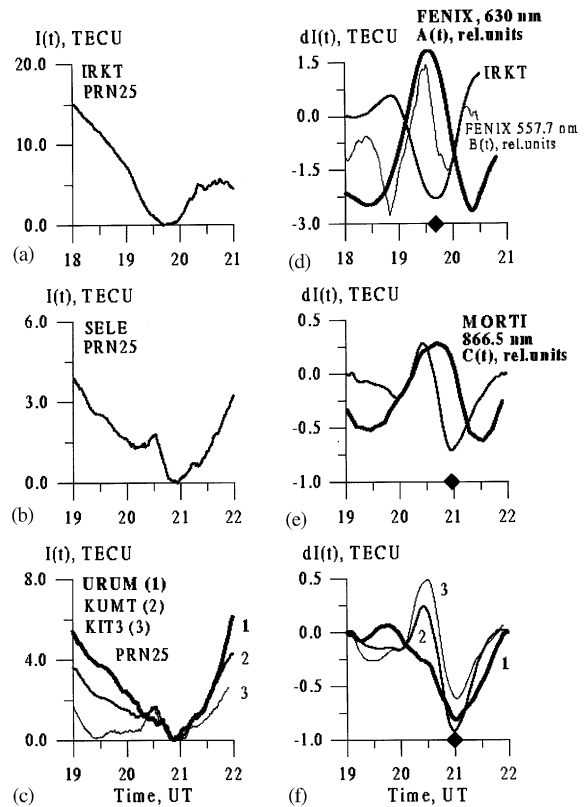 I(t), TECU
20.0
IRKT
PRN25
10.0
0.0
(a)
18 19 20 21
dI(t), TECU
FENIX, 630 nm
A(t), rel.units
1.5
IRKT
0.0
FENIX 557.7 nm
B(t), rel.units
-1.5
-3.0
(d)
18 19 20 21
I(t), TECU
6.0
SELE
PRN25
3.0
0.0
(b)
19 20 21 22
dI(t), TECU
0.5
MORTI
866.5 nm
C(t), rel.units
0.0
-0.5
-1.0
(e)
19 20 21 22
I(t), TECU
8.0
URUM (1)
KUMT (2)
KIT3 (3)
PRN25
1
2
3
4.0
0.0
(c)
19 20 21 22
Time, UT
dI(t), TECU
0.5
3
0.0
2
1
-0.5
-1.0
(f)
19 20 21 22
Time, UT